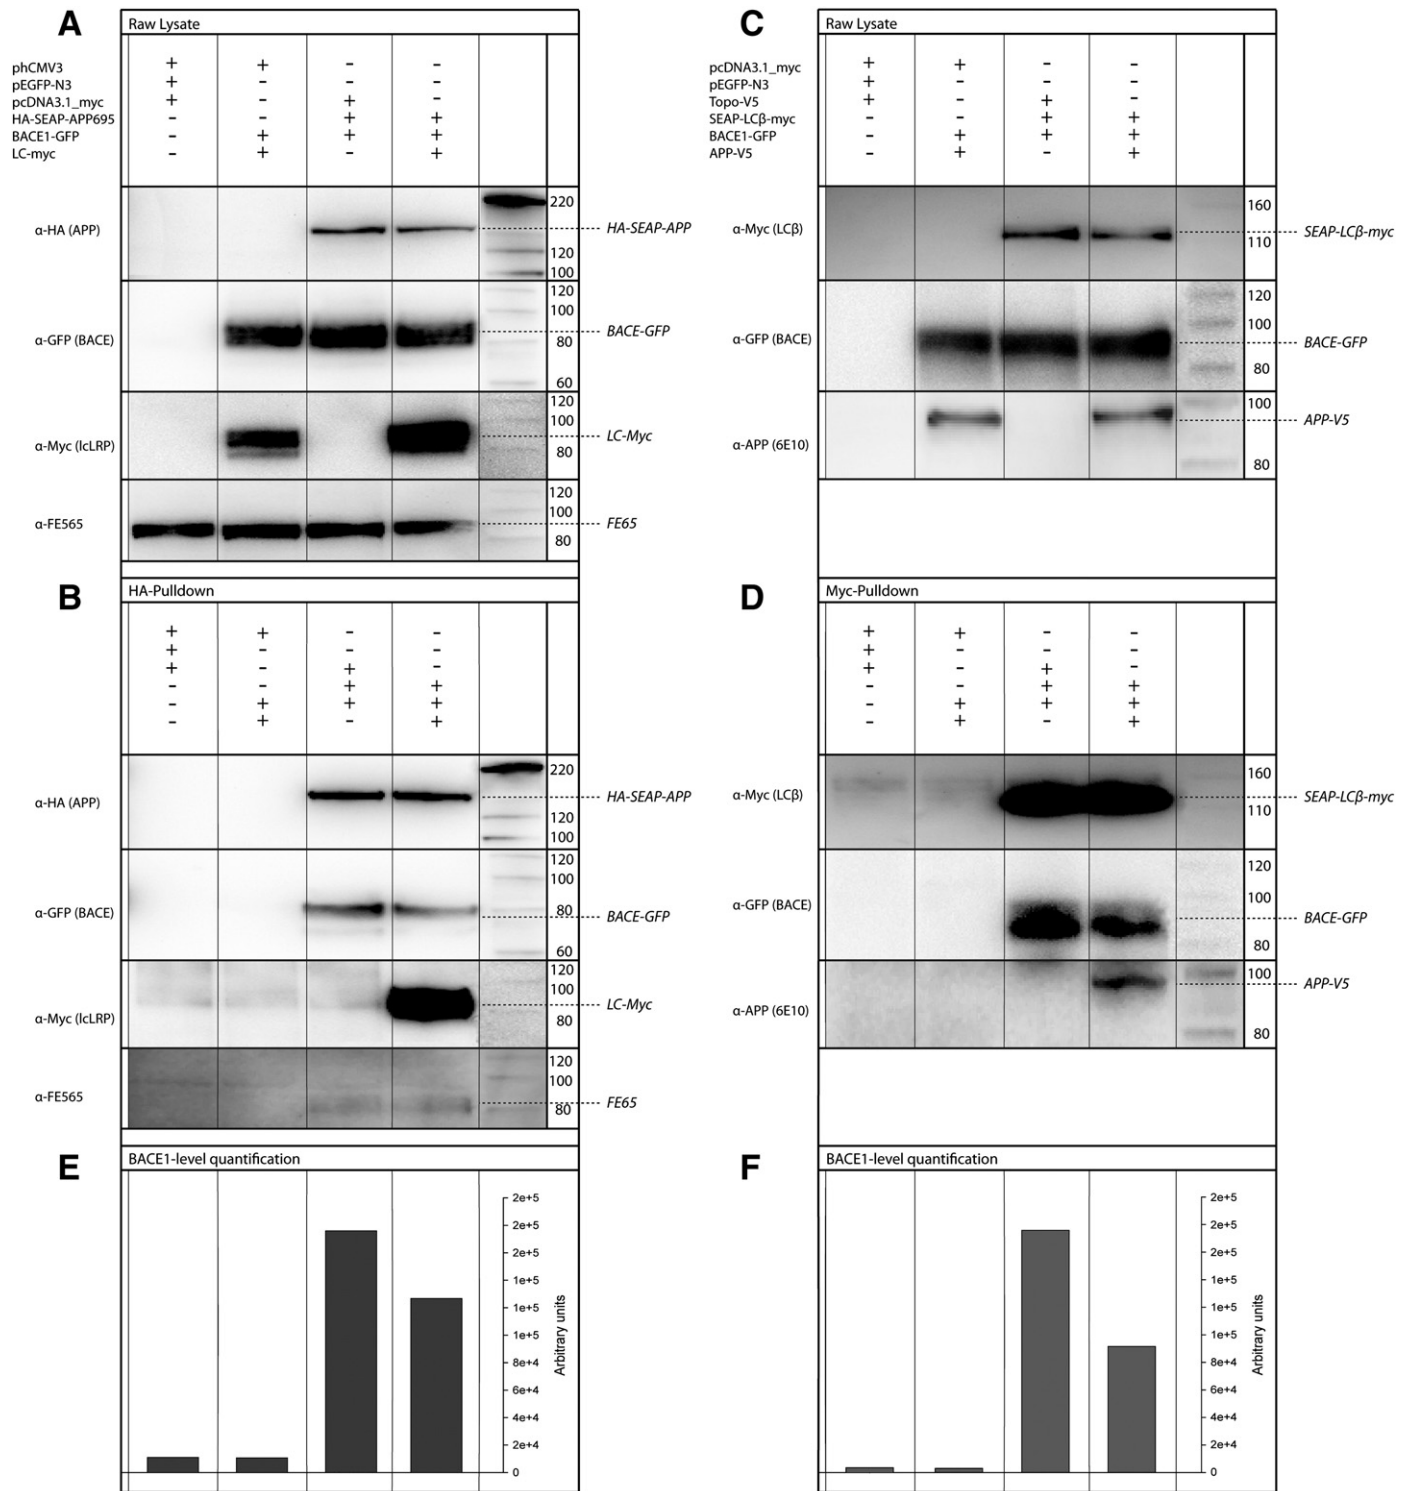 A
Raw Lysate
phCMV3 + + - -
pEGFP-N3 + - - -
pcDNA3.1_myc + - + -
HA-SEAP-APP695 - - + +
BACE1-GFP - + + +
LC-myc - + - +
α-HA (APP)
220
120
100
HA-SEAP-APP
α-GFP (BACE)
120
100
80
60
BACE-GFP
α-Myc (lcLRP)
120
100
80
LC-Myc
α-FE565
120
100
80
FE65
B
HA-Pulldown
+ + - -
+ - - -
+ - + -
- - + +
- + + +
- + - +
α-HA (APP)
220
120
100
HA-SEAP-APP
α-GFP (BACE)
120
100
80
60
BACE-GFP
α-Myc (lcLRP)
120
100
80
LC-Myc
α-FE565
120
100
80
FE65
E
BACE1-level quantification
2e+5
2e+5
2e+5
1e+5
1e+5
1e+5
8e+4
6e+4
4e+4
2e+4
0
Arbitrary units
C
Raw Lysate
pcDNA3.1_myc + + - -
pEGFP-N3 + - - -
Topo-V5 + - + -
SEAP-LCβ-myc - - + +
BACE1-GFP - + + +
APP-V5 - + - +
α-Myc (LCβ)
160
110
SEAP-LCβ-myc
α-GFP (BACE)
120
100
80
BACE-GFP
α-APP (6E10)
100
80
APP-V5
D
Myc-Pulldown
+ + - -
+ - - -
+ - + -
- - + +
- + + +
- + - +
α-Myc (LCβ)
160
110
SEAP-LCβ-myc
α-GFP (BACE)
120
100
80
BACE-GFP
α-APP (6E10)
100
80
APP-V5
F
BACE1-level quantification
2e+5
2e+5
2e+5
1e+5
1e+5
1e+5
8e+4
6e+4
4e+4
2e+4
0
Arbitrary units